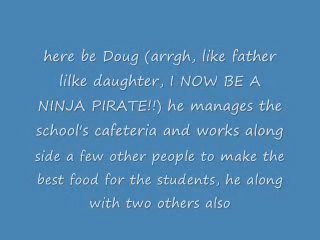 here be Doug (arrgh, like father
lilke daughter, I NOW BE A
NINJA PIRATE!!) he manages the
school's cafeteria and works along
side a few other people to make the
best food for the students, he along
with two others also